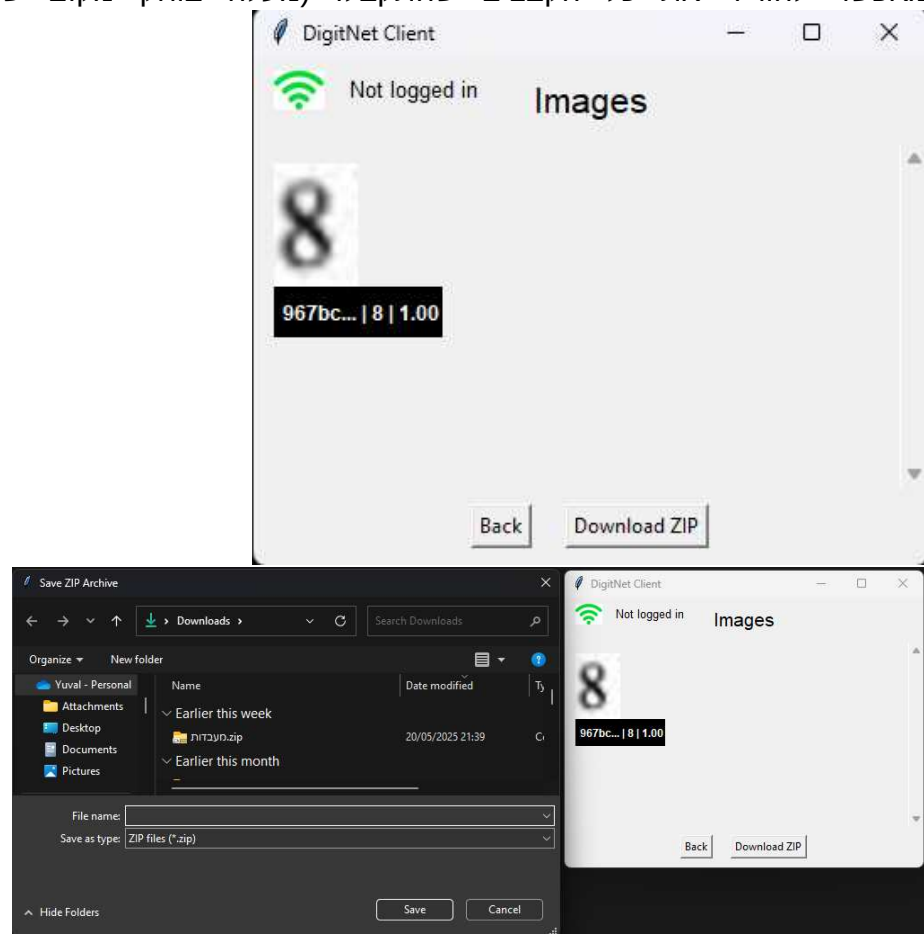 DigitNet Client
Not logged in
Images
8
967bc... | 8 | 1.00
Back
Download ZIP
Save ZIP Archive
Downloads
Search Downloads
Organize
New folder
Yuval - Personal
Attachments
Desktop
Documents
Pictures
Name
Date modified
Ty
Earlier this week
מעבדות.zip
20/05/2025 21:39
Earlier this month
File name:
Save as type: ZIP files (*.zip)
Hide Folders
Save
Cancel
DigitNet Client
Not logged in
Images
8
967bc... | 8 | 1.00
Back
Download ZIP